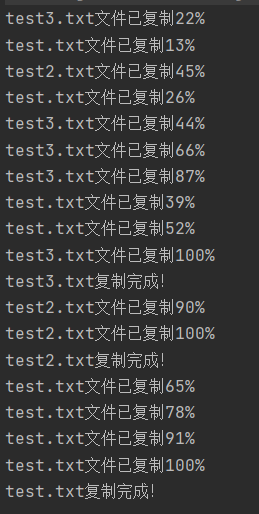 test3.txt文件已复制22%
test.txt文件已复制13%
test2.txt文件已复制45%
test.txt文件已复制26%
test3.txt文件已复制44%
test3.txt文件已复制66%
test3.txt文件已复制87%
test.txt文件已复制39%
test.txt文件已复制52%
test3.txt文件已复制100%
test3.txt复制完成!
test2.txt文件已复制90%
test2.txt文件已复制100%
test2.txt复制完成!
test.txt文件已复制65%
test.txt文件已复制78%
test.txt文件已复制91%
test.txt文件已复制100%
test.txt复制完成!